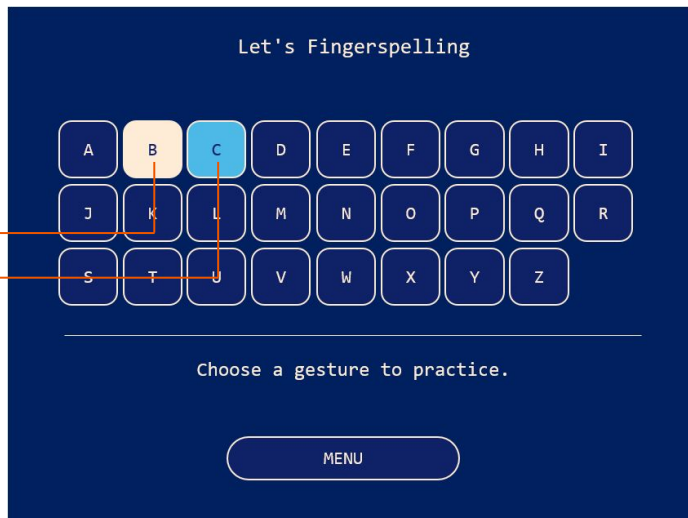 Let's Fingerspelling
A B C D E F G H I
J K L M N O P Q R
S T U V W X Y Z
Choose a gesture to practice.
MENU